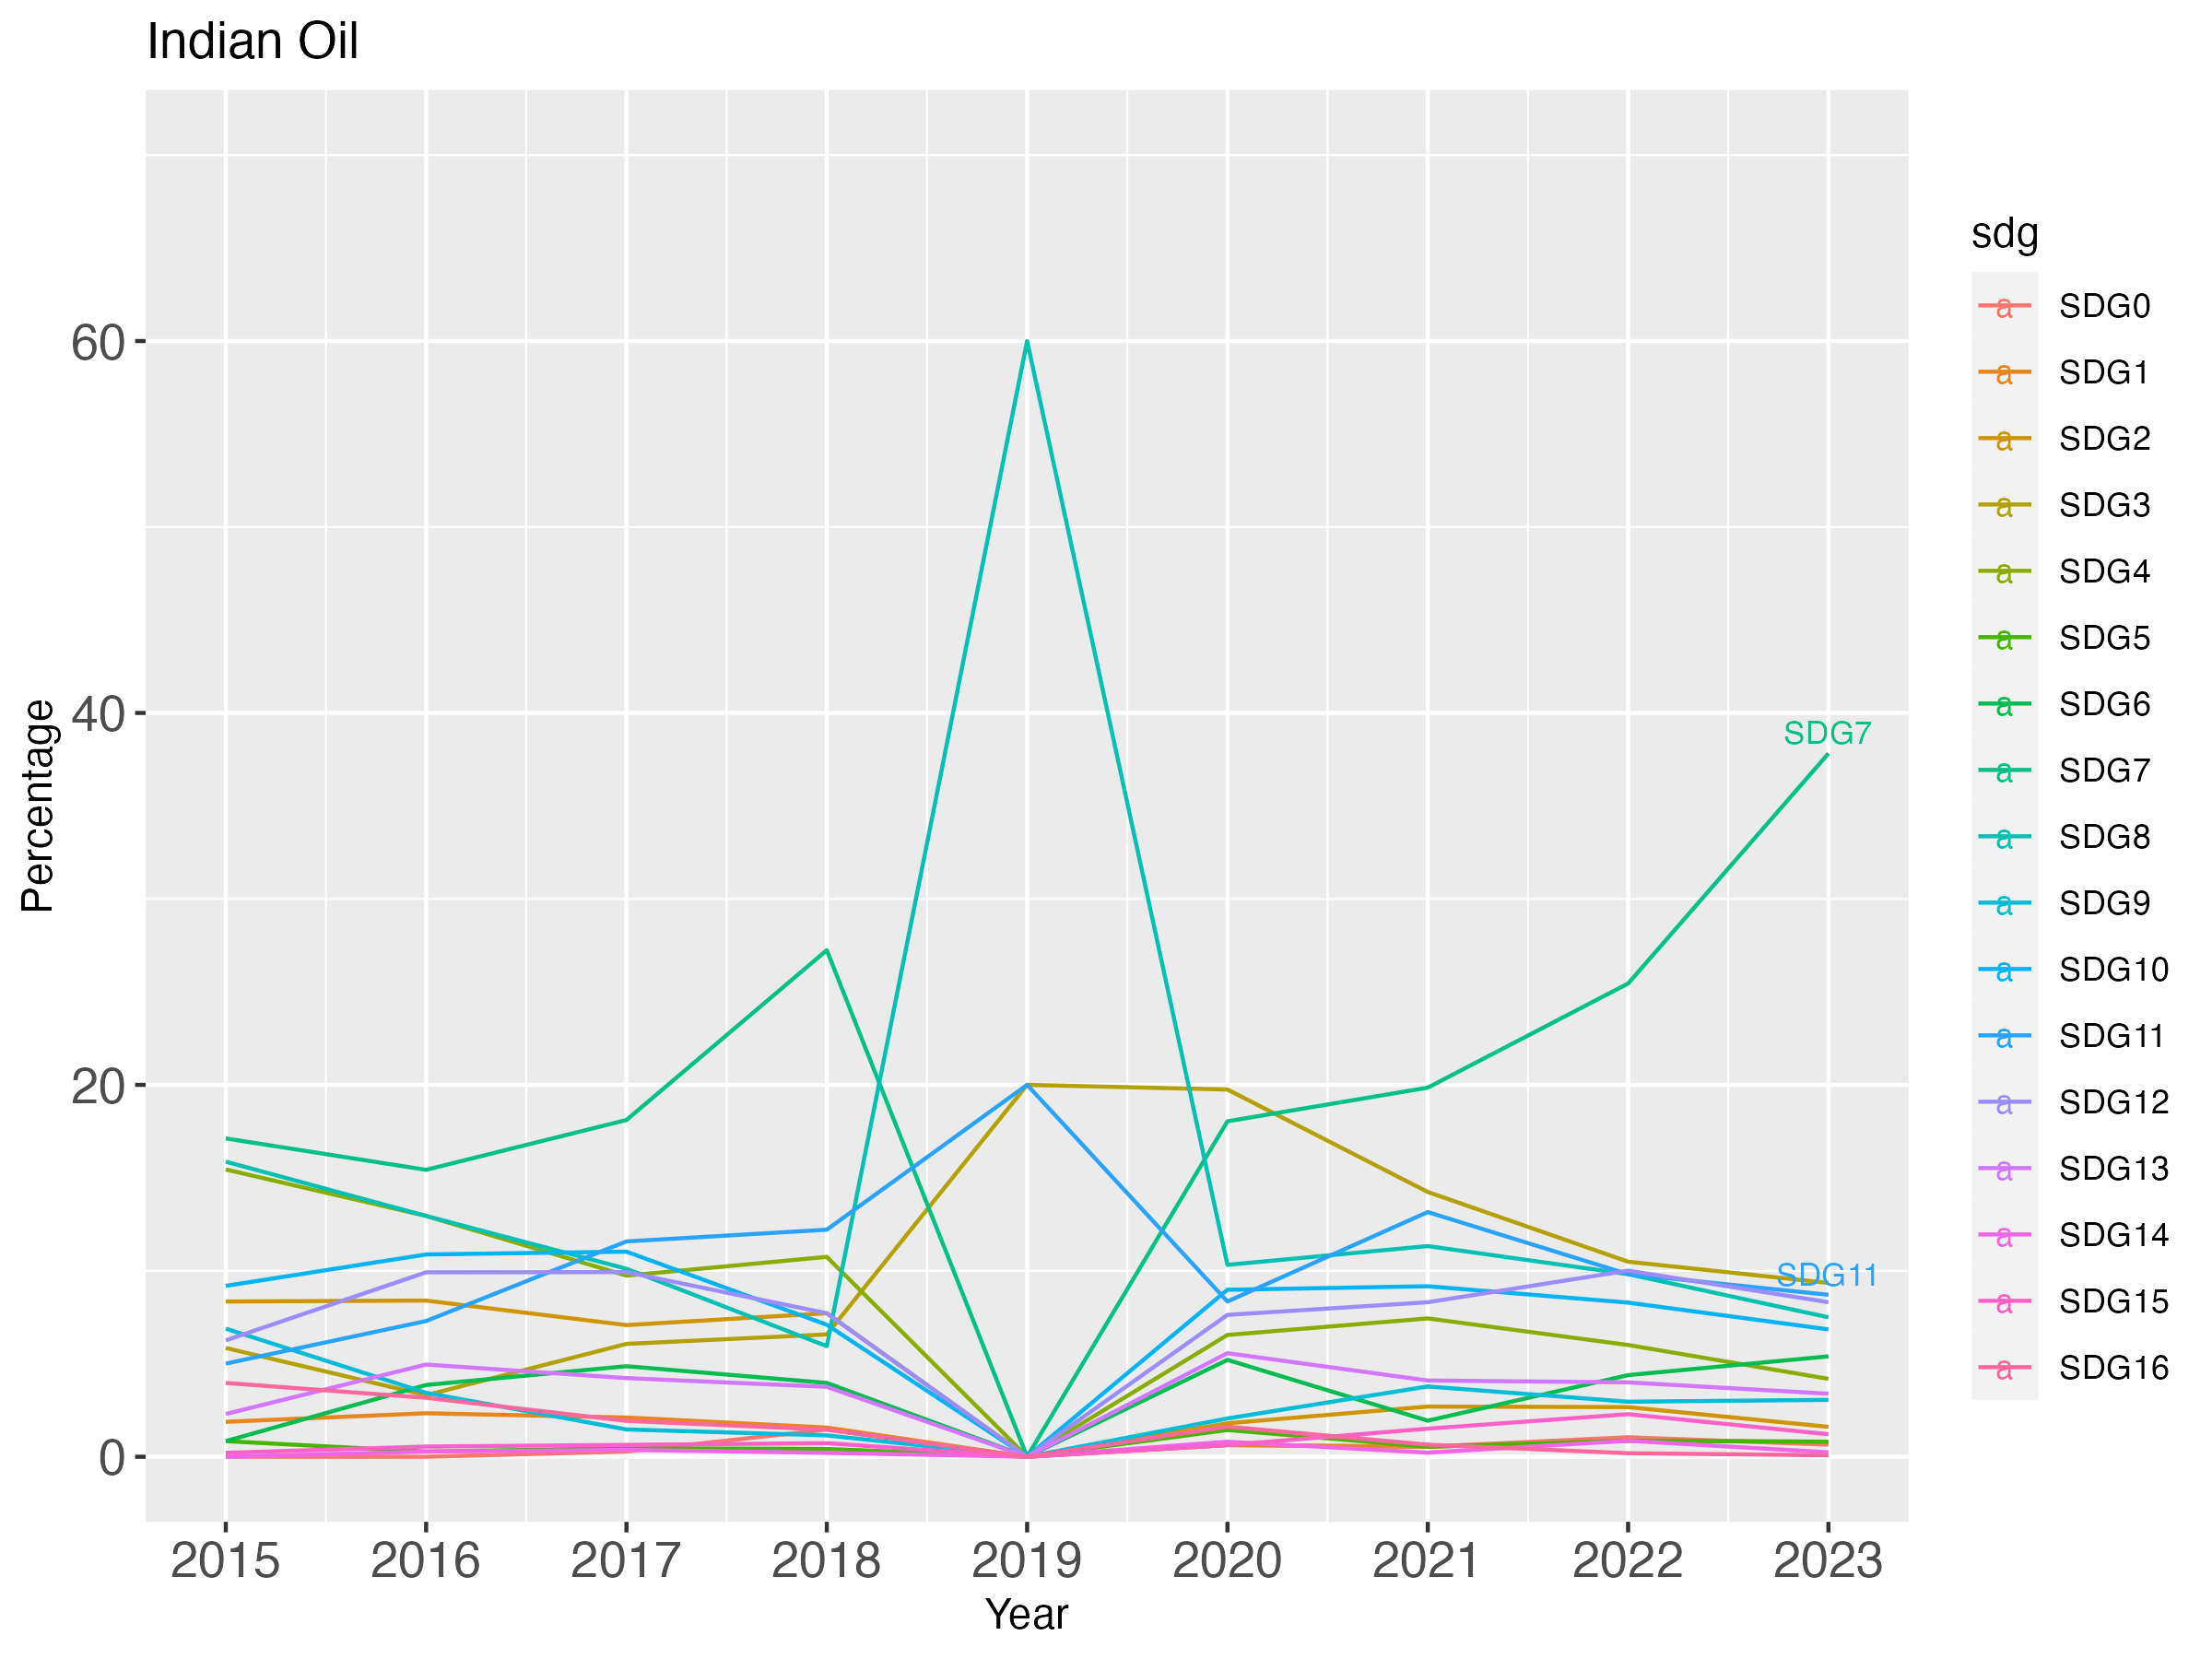 Indian Oil
Percentage
60
40
20
0
SDG7
SDG11
2015 2016 2017 2018 2019 2020 2021 2022 2023
Year
sdg
a SDG0
a SDG1
a SDG2
a SDG3
a SDG4
a SDG5
a SDG6
a SDG7
a SDG8
a SDG9
a SDG10
a SDG11
a SDG12
a SDG13
a SDG14
a SDG15
a SDG16